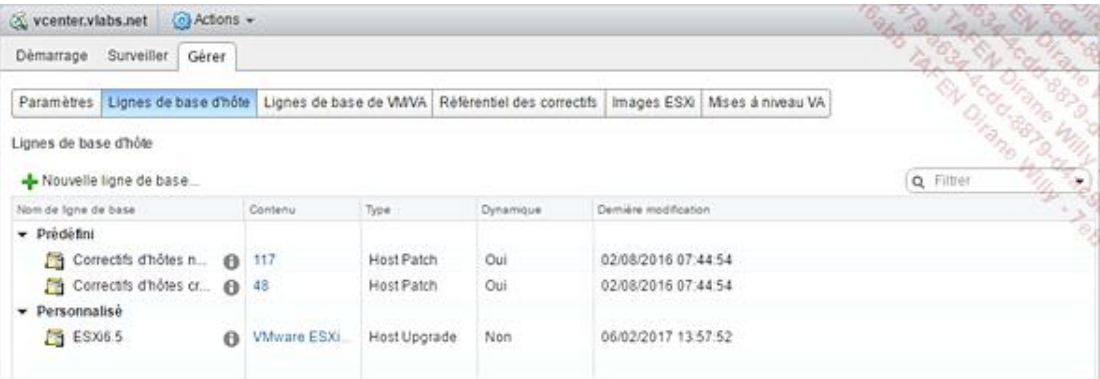 vcenter.vlabs.net Actions
Démarrage Surveiller Gérer
Paramètres Lignes de base d'hôte Lignes de base de VM/VA Référentiel des correctifs Images ESXi Mises à niveau VA
Lignes de base d'hôte
Nouvelle ligne de base... Filtrer
Nom de ligne de base Contenu Type Dynamique Dernière modification
Prédéfini
Correctifs d'hôtes n... 117 Host Patch Oui 02/08/2016 07:44:54
Correctifs d'hôtes cr... 48 Host Patch Oui 02/08/2016 07:44:54
Personnalisé
ESXi6.5 VMware ESXi... Host Upgrade Non 06/02/2017 13:57:52
TAFEN Dirane Willy